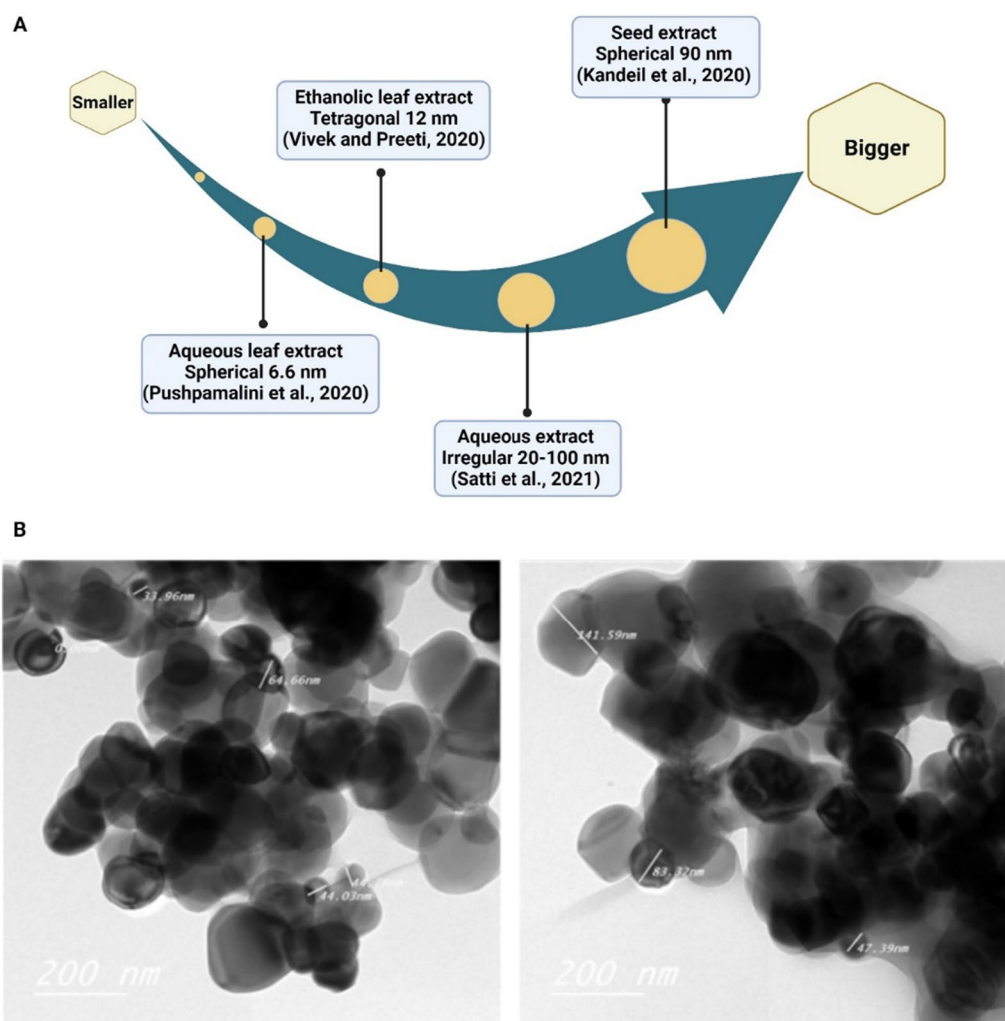 A
Smaller
Ethanolic leaf extract
Tetragonal 12 nm
(Vivek and Preeti, 2020)
Seed extract
Spherical 90 nm
(Kandeil et al., 2020)
Bigger
Aqueous leaf extract
Spherical 6.6 nm
(Pushpamalini et al., 2020)
Aqueous extract
Irregular 20-100 nm
(Satti et al., 2021)
B
33.96nm
64.66nm
44.03nm
200 nm
141.59nm
83.32nm
47.39nm
200 nm